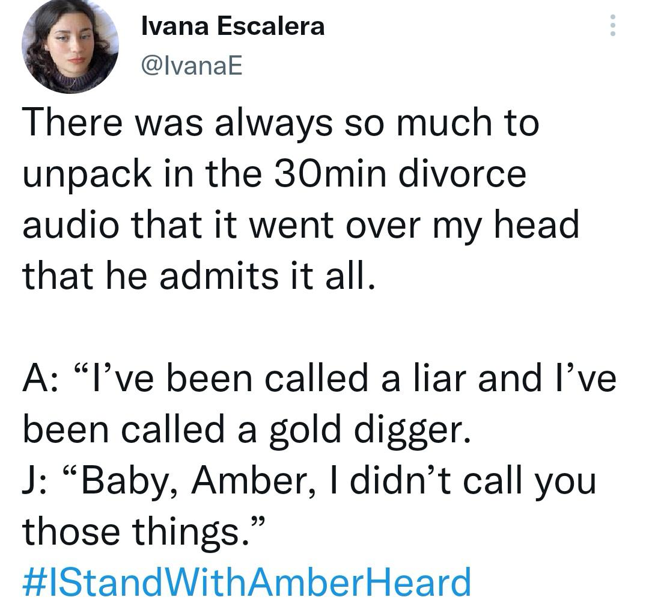 Ivana Escalera
@IvanaE
There was always so much to
unpack in the 30min divorce
audio that it went over my head
that he admits it all.
A: “I’ve been called a liar and I’ve
been called a gold digger.
J: “Baby, Amber, I didn’t call you
those things.”
#IStandWithAmberHeard